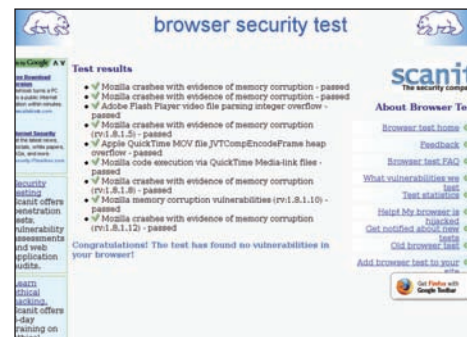 browser security test
by Google
Test results
✔ Mozilla crashes with evidence of memory corruption - passed
✔ Mozilla crashes with evidence of memory corruption - passed
✔ Adobe Flash Player video file parsing integer overflow -
passed
✔ Mozilla crashes with evidence of memory corruption
(rv:1.8.1.5) - passed
✔ Apple QuickTime MOV file JVTCompEncodeFrame heap
overflow - passed
✔ Mozilla code execution via QuickTime Media-link files -
passed
✔ Mozilla crashes with evidence of memory corruption
(rv:1.8.1.8) - passed
✔ Mozilla memory corruption vulnerabilities (rv:1.8.1.10) -
passed
✔ Mozilla crashes with evidence of memory corruption
(rv:1.8.1.12) - passed
Congratulations! The test has found no vulnerabilities in
your browser!
Security
testing
Scanit offers
penetration
tests,
vulnerability
assessments
and web
application
audits.
Learn
ethical
hacking.
Scanit offers
-day
training on
scanit
The security compa
About Browser Te
Browser test home
Feedback
Browser test FAQ
What vulnerabilities we
test
Test statistics
Help! My browser is
hijacked
Get notified about new
tests
Old browser test
Add browser test to your
site
Get Firefox with
Google Toolbar